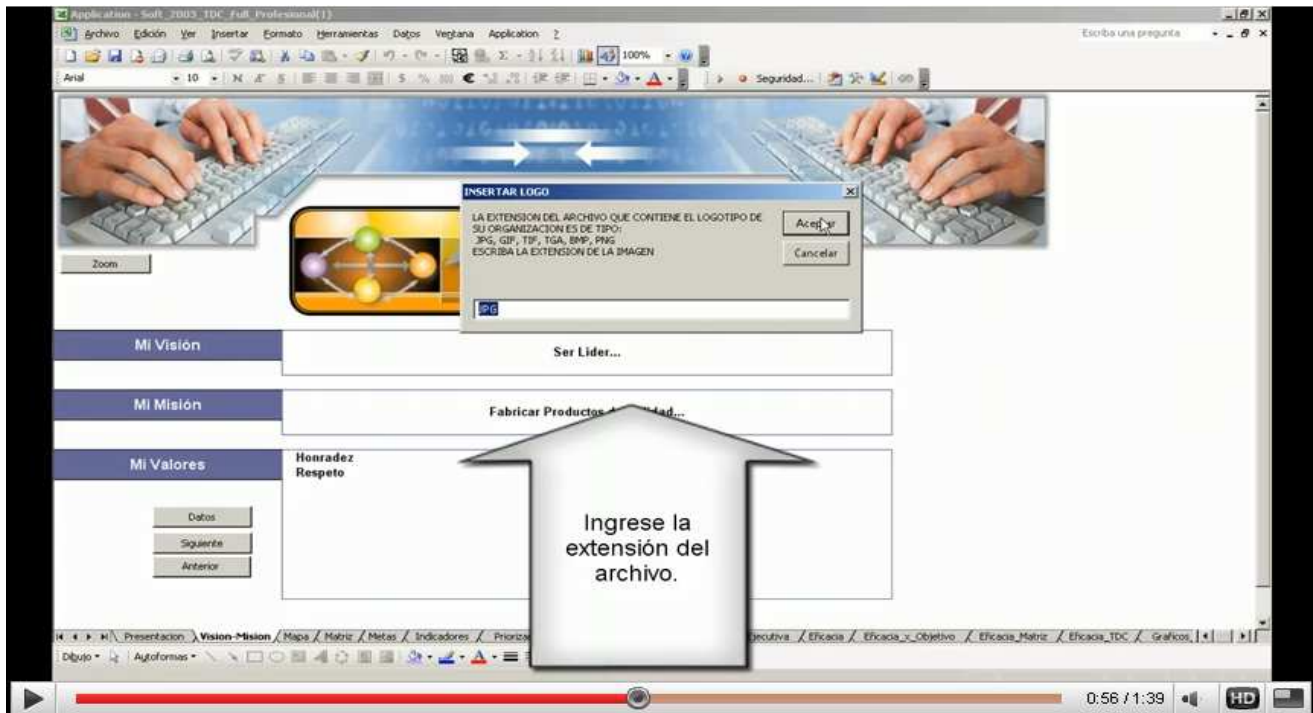 Application - Soft_2003_TDC_Full_Profesional(1)
Archivo Edición Ver Insertar Formato Herramientas Datos Ventana Application ?
Escriba una pregunta
100%
Arial 10 N K S
Seguridad...
INSERTAR LOGO
LA EXTENSION DEL ARCHIVO QUE CONTIENE EL LOGOTIPO DE
SU ORGANIZACION ES DE TIPO:
JPG, GIF, TIF, TGA, BMP, PNG
ESCRIBA LA EXTENSION DE LA IMAGEN
Aceptar
Cancelar
JPG
Zoom
Mi Visión
Ser Lider...
Mi Misión
Fabricar Productos
Mi Valores
Honradez
Respeto
Datos
Siguiente
Anterior
Ingrese la
extensión del
archivo.
Presentacion Vision-Mision Mapa Matriz Metas Indicadores Eficacia Eficacia_x_Objetivo Eficacia_Matriz Eficacia_TDC Graficos
Dibujo Autoformas
0:56 / 1:39
HD